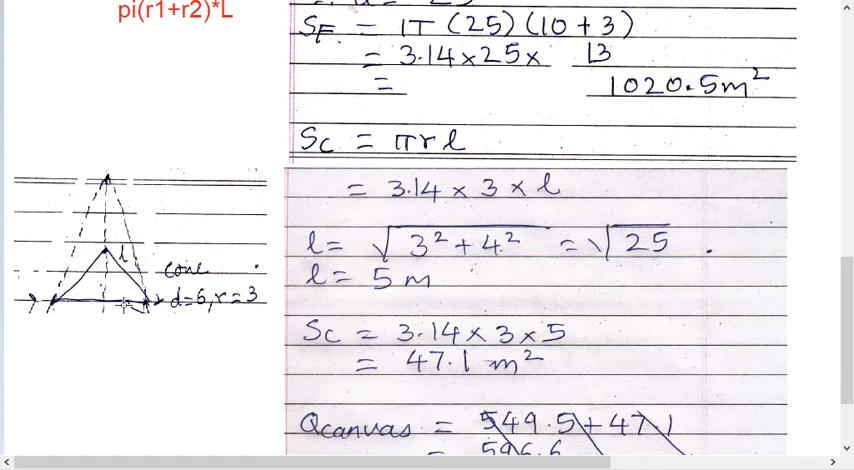 pi(r1+r2)*L
SF = π (25) (10 + 3)
= 3.14 × 25 × 13
= 1020.5m²
Sc = πrl
= 3.14 × 3 × l
l = √3² + 4² = √25
l = 5 m
l
cone
d=6, r=3
Sc = 3.14 × 3 × 5
= 47.1 m²
Qcanvas = 549.5 + 47.1
= 596.6